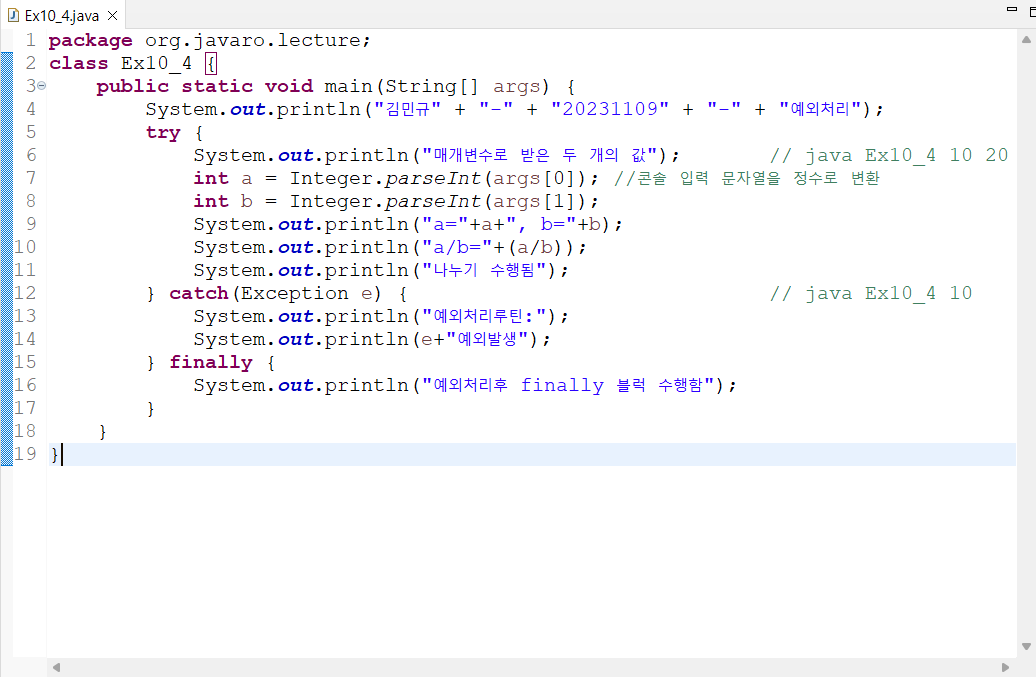 Ex10_4.java
1 package org.javaro.lecture;
2 class Ex10_4 {
3 public static void main(String[] args) {
4 System.out.println("김민규" + "-" + "20231109" + "-" + "예외처리");
5 try {
6 System.out.println("매개변수로 받은 두 개의 값"); // java Ex10_4 10 20
7 int a = Integer.parseInt(args[0]); //콘솔 입력 문자열을 정수로 변환
8 int b = Integer.parseInt(args[1]);
9 System.out.println("a="+a+", b="+b);
10 System.out.println("a/b="+(a/b));
11 System.out.println("나누기 수행됨");
12 } catch(Exception e) { // java Ex10_4 10
13 System.out.println("예외처리루틴:");
14 System.out.println(e+"예외발생");
15 } finally {
16 System.out.println("예외처리후 finally 블럭 수행함");
17 }
18 }
19 }